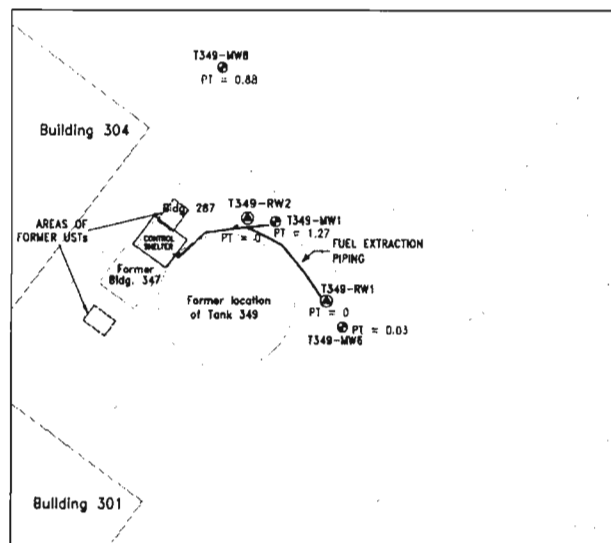 T349-MW8
PT = 0.88
Building 304
Bldg. 287
T349-RW2
T349-MW1
AREAS OF
FORMER USTs
CONTROL
SHELTER
PT = 0
PT = 1.27
FUEL EXTRACTION
PIPING
Former
Bldg. 347
Former location
of Tank 349
T349-RW1
PT = 0
PT = 0.03
T349-MW6
Building 301